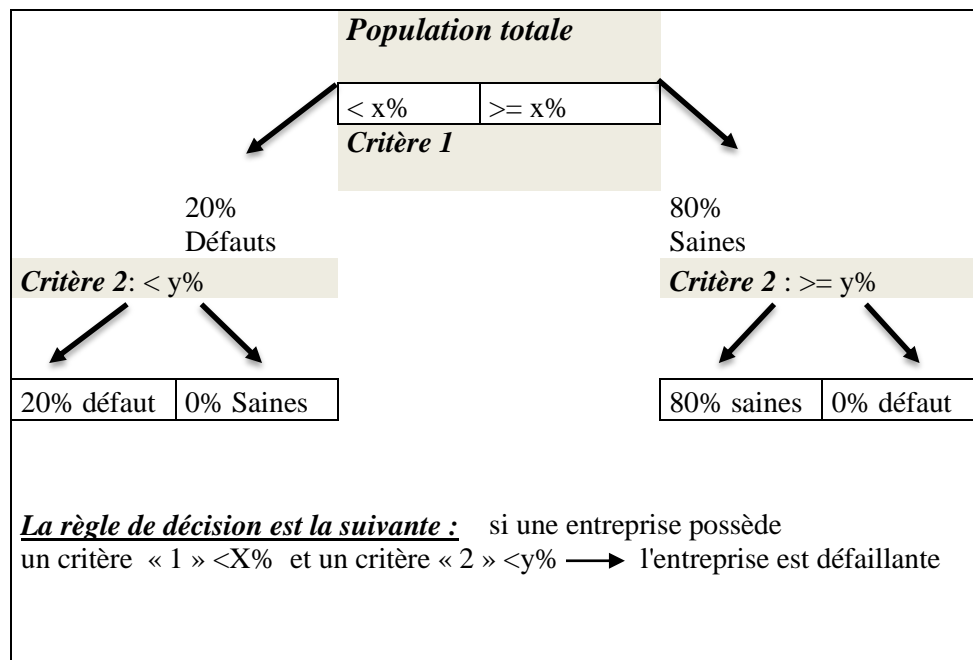 Population totale
< x% >= x%
Critère 1
20%
Défauts
80%
Saines
Critère 2: < y%
Critère 2 : >= y%
20% défaut 0% Saines
80% saines 0% défaut
La règle de décision est la suivante : si une entreprise possède
un critère « 1 » <X% et un critère « 2 » <y% → l'entreprise est défaillante